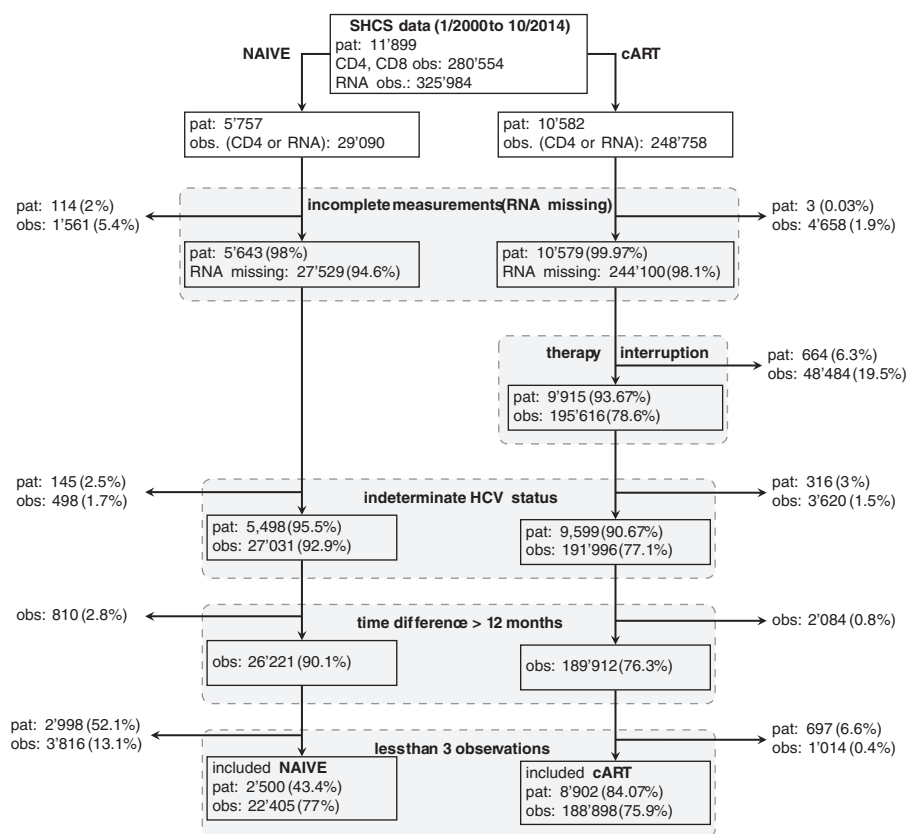 SHCS data (1/2000 to 10/2014)
pat: 11'899
CD4, CD8 obs: 280'554
RNA obs.: 325'984
NAIVE
cART
pat: 5'757
obs. (CD4 or RNA): 29'090
pat: 10'582
obs. (CD4 or RNA): 248'758
incomplete measurements (RNA missing)
pat: 114 (2%)
obs: 1'561 (5.4%)
pat: 3 (0.03%)
obs: 4'658 (1.9%)
pat: 5'643 (98%)
RNA missing: 27'529 (94.6%)
pat: 10'579 (99.97%)
RNA missing: 244'100 (98.1%)
therapy interruption
pat: 664 (6.3%)
obs: 48'484 (19.5%)
pat: 9'915 (93.67%)
obs: 195'616 (78.6%)
pat: 145 (2.5%)
obs: 498 (1.7%)
indeterminate HCV status
pat: 316 (3%)
obs: 3'620 (1.5%)
pat: 5,498 (95.5%)
obs: 27'031 (92.9%)
pat: 9,599 (90.67%)
obs: 191'996 (77.1%)
obs: 810 (2.8%)
time difference > 12 months
obs: 2'084 (0.8%)
obs: 26'221 (90.1%)
obs: 189'912 (76.3%)
pat: 2'998 (52.1%)
obs: 3'816 (13.1%)
less than 3 observations
pat: 697 (6.6%)
obs: 1'014 (0.4%)
included NAIVE
pat: 2'500 (43.4%)
obs: 22'405 (77%)
included cART
pat: 8'902 (84.07%)
obs: 188'898 (75.9%)